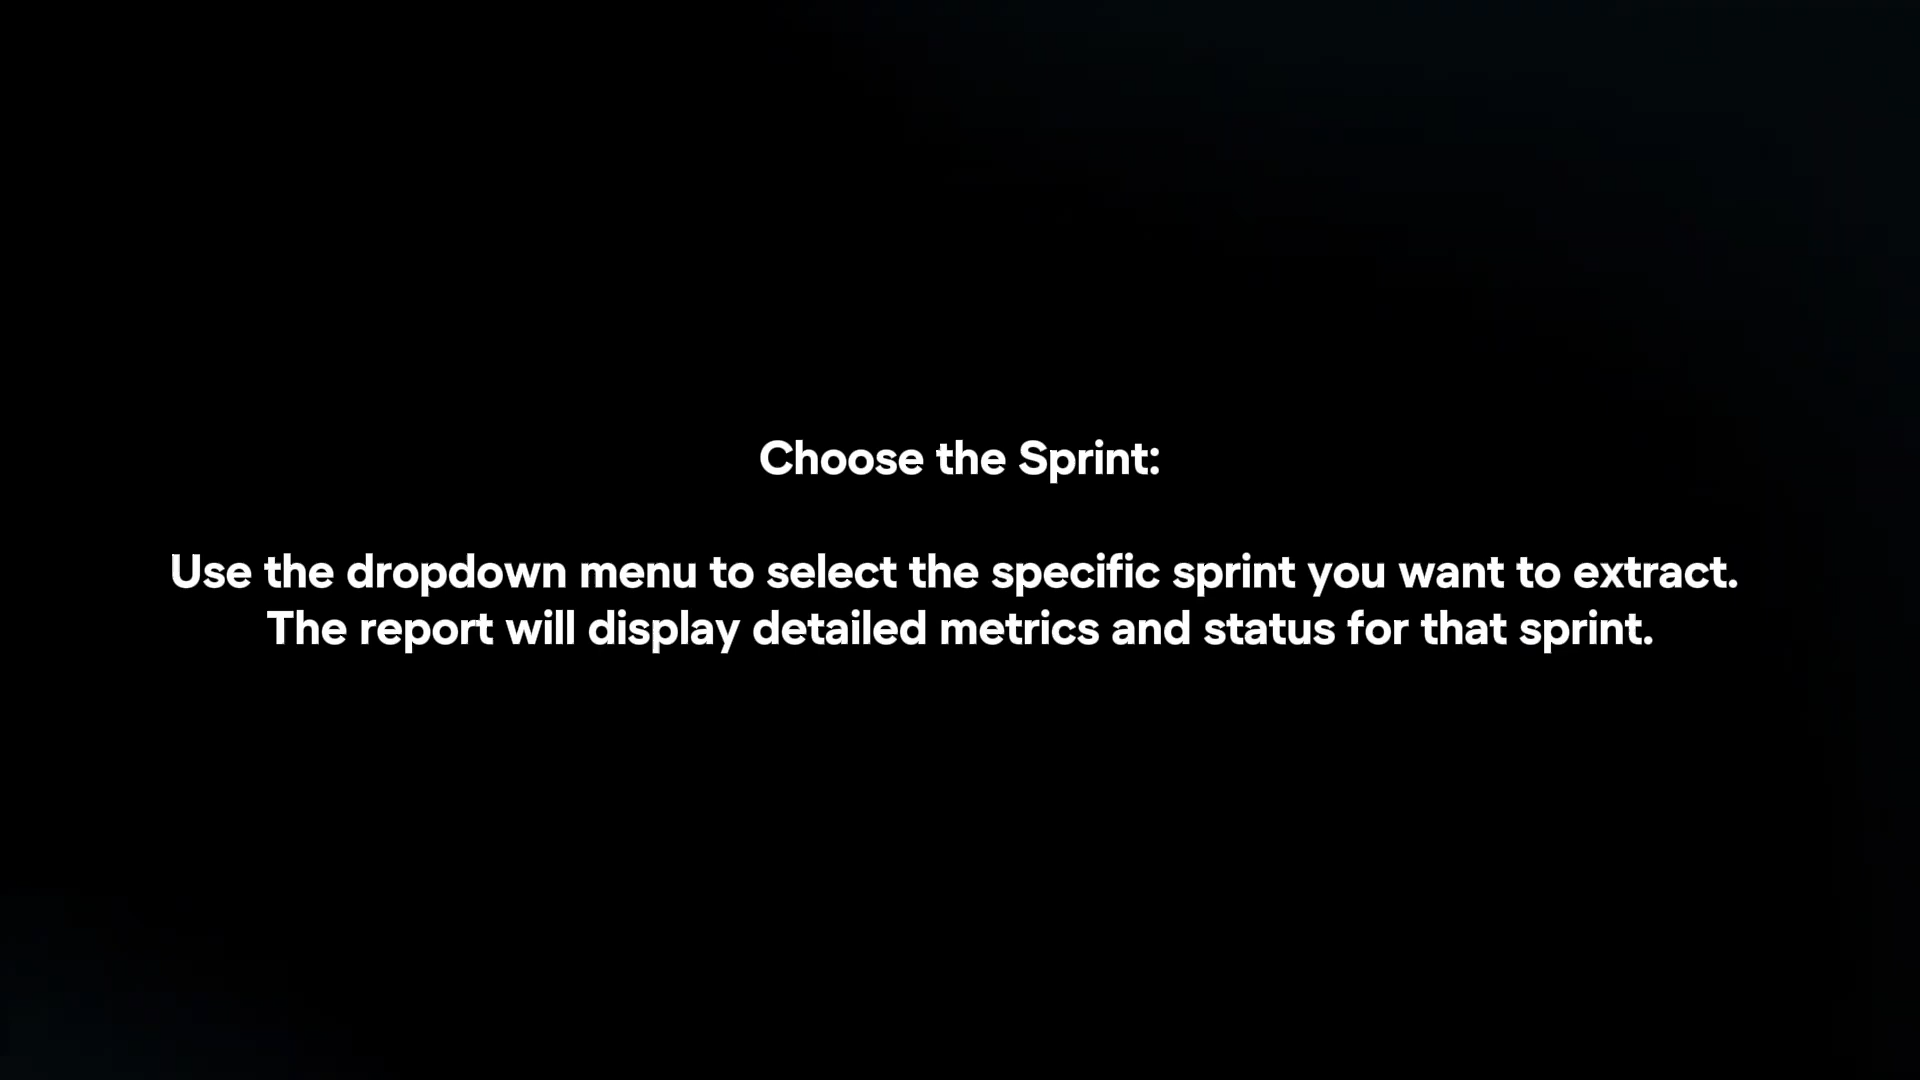 Choose the Sprint:
Use the dropdown menu to select the specific sprint you want to extract.
The report will display detailed metrics and status for that sprint.